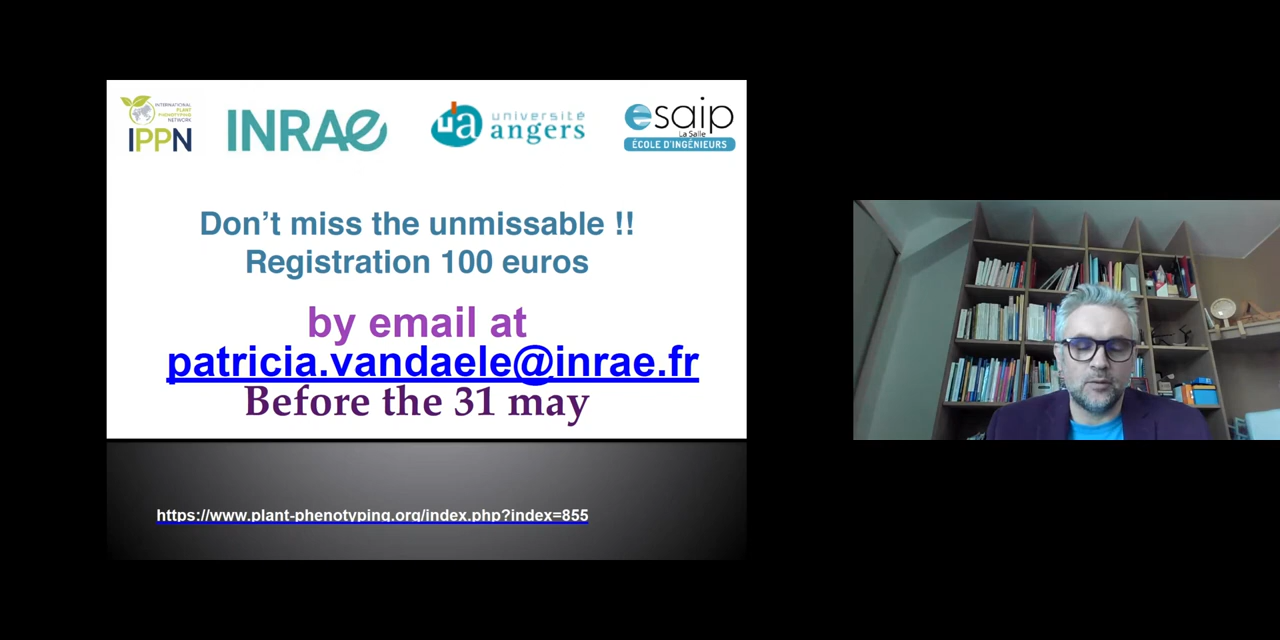 INTERNATIONAL
PLANT
PHENOTYPING
NETWORK
IPPN
INRAE
ua
université
angers
esaip
La Salle
ÉCOLE D'INGÉNIEURS
Don't miss the unmissable !!
Registration 100 euros
by email at
patricia.vandaele@inrae.fr
Before the 31 may
https://www.plant-phenotyping.org/index.php?index=855